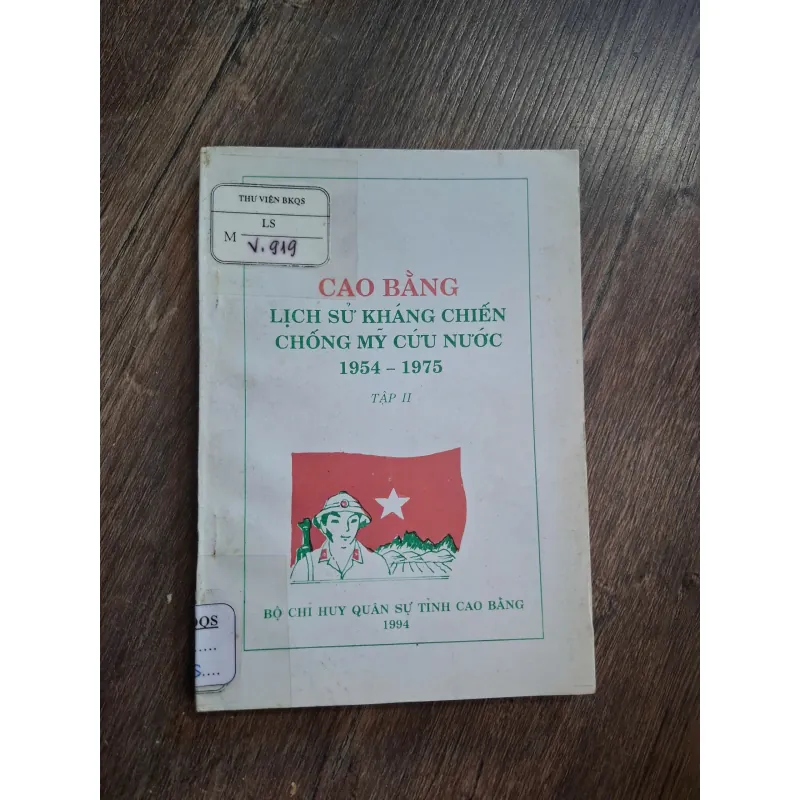 THƯ VIỆN BKQS
LS
M
V.919
CAO BẰNG
LỊCH SỬ KHÁNG CHIẾN
CHỐNG MỸ CỨU NƯỚC
1954 - 1975
TẬP II
BỘ CHỈ HUY QUÂN SỰ TỈNH CAO BẰNG
1994
QS
S....